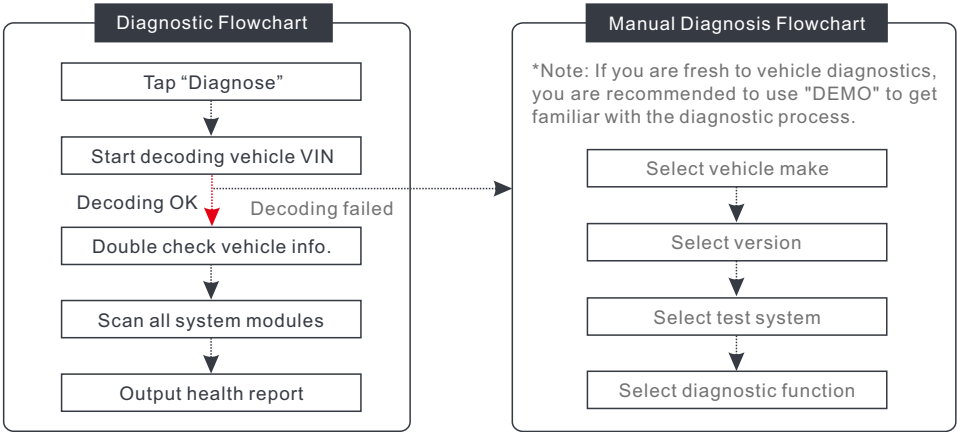 Diagnostic Flowchart
Tap “Diagnose”
Start decoding vehicle VIN
Decoding OK
Decoding failed
Double check vehicle info.
Scan all system modules
Output health report
Manual Diagnosis Flowchart
*Note: If you are fresh to vehicle diagnostics,
you are recommended to use "DEMO" to get
familiar with the diagnostic process.
Select vehicle make
Select version
Select test system
Select diagnostic function